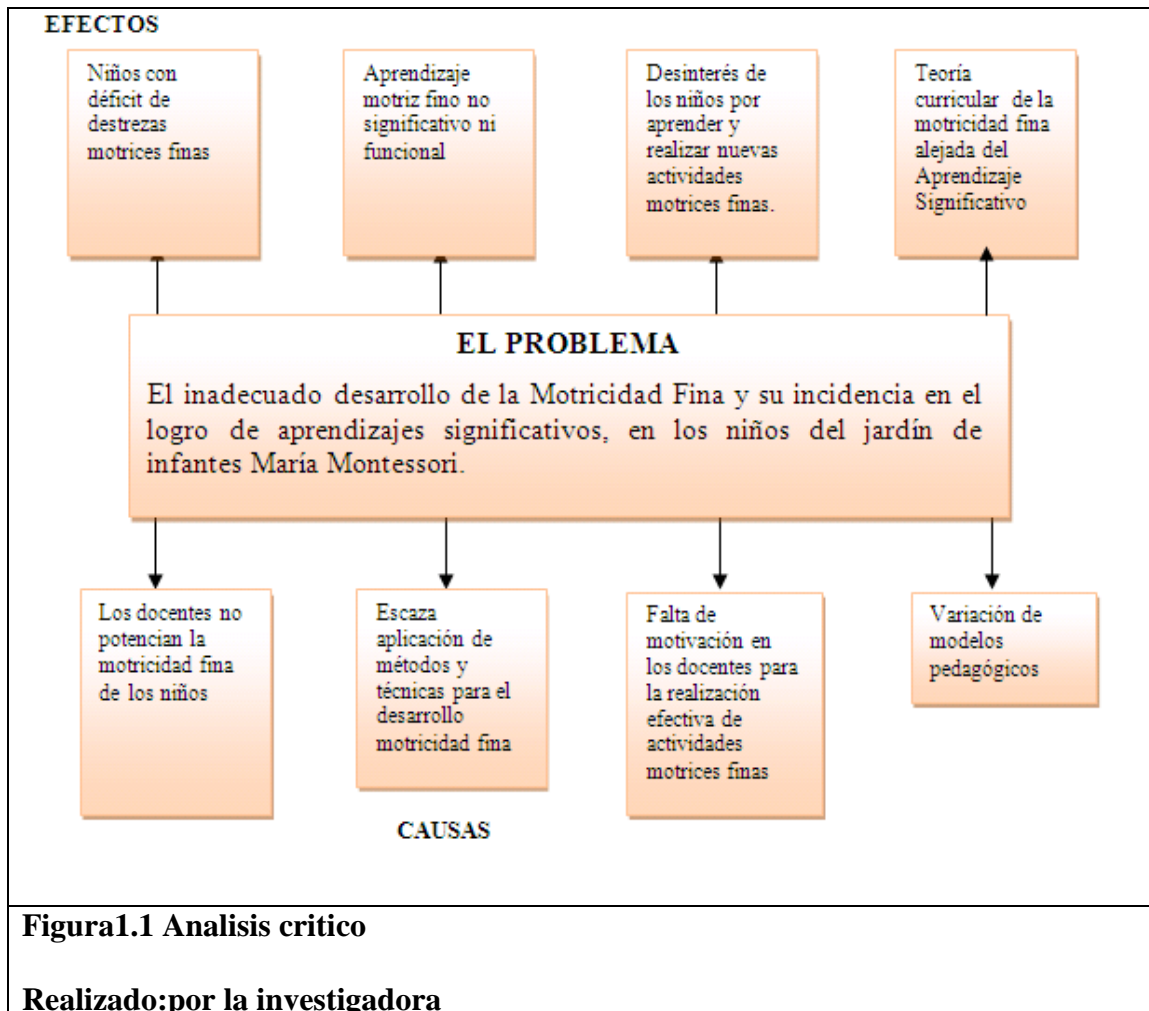 EFECTOS
Niños con
déficit de
destrezas
motrices finas
Aprendizaje
motriz fino no
significativo ni
funcional
Desinterés de
los niños por
aprender y
realizar nuevas
actividades
motrices finas.
Teoría
curricular de la
motricidad fina
alejada del
Aprendizaje
Significativo
EL PROBLEMA
El inadecuado desarrollo de la Motricidad Fina y su incidencia en el
logro de aprendizajes significativos, en los niños del jardín de
infantes María Montessori.
Los docentes no
potencian la
motricidad fina
de los niños
Escaza
aplicación de
métodos y
técnicas para el
desarrollo
motricidad fina
Falta de
motivación en
los docentes para
la realización
efectiva de
actividades
motrices finas
Variación de
modelos
pedagógicos
CAUSAS
Figura1.1 Analisis critico
Realizado:por la investigadora